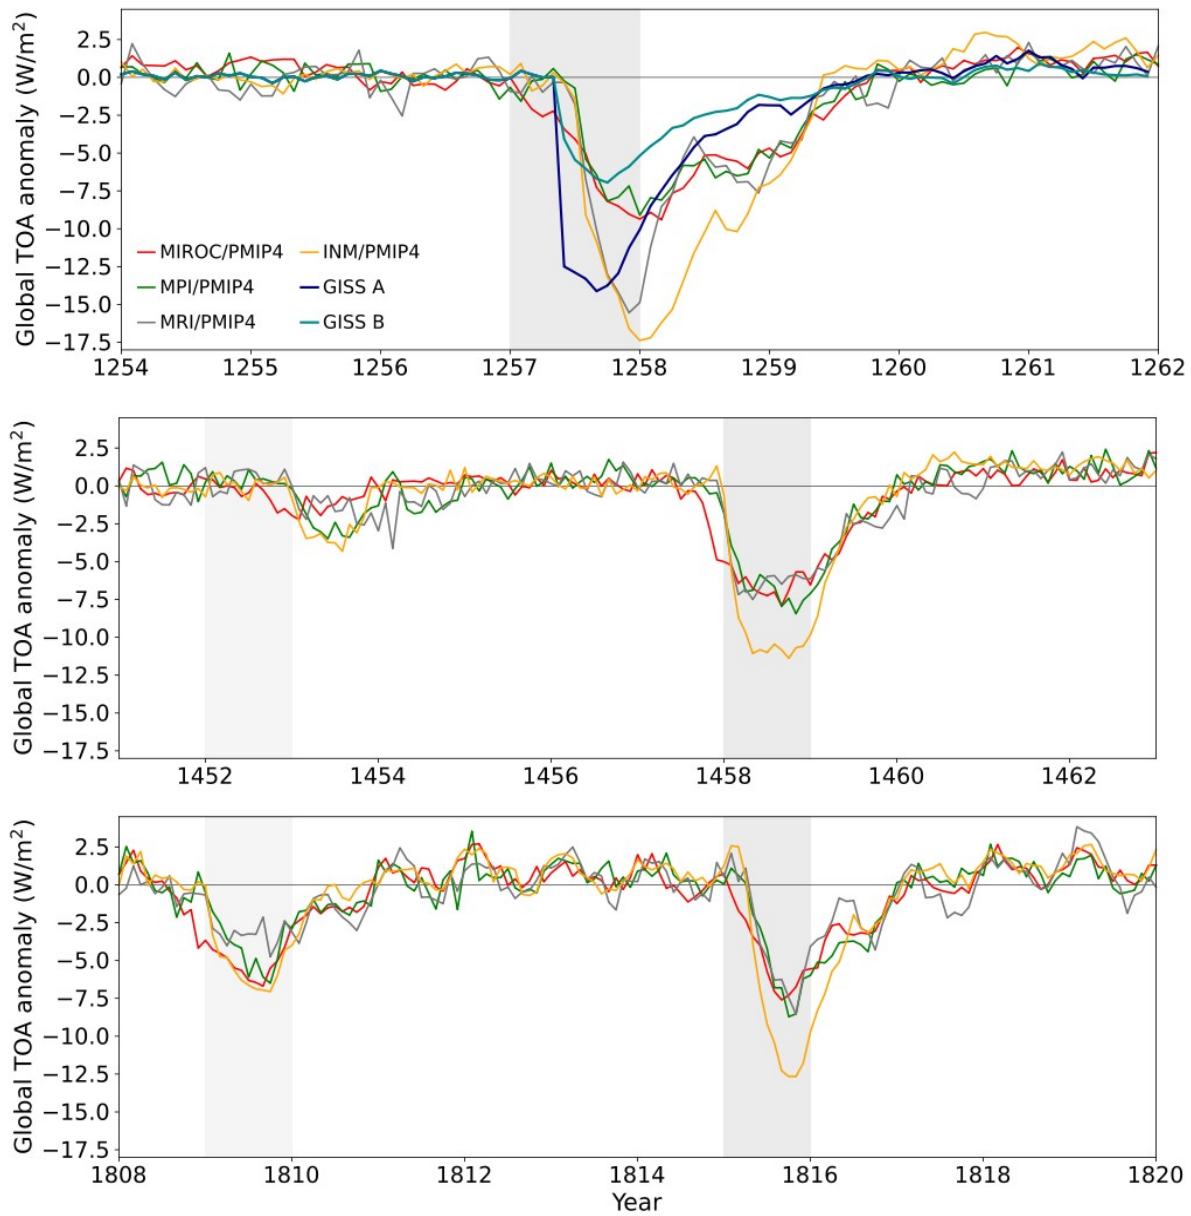 Global TOA anomaly (W/m²)
2.5
0.0
−2.5
−5.0
−7.5
−10.0
−12.5
−15.0
−17.5
MIROC/PMIP4
MPI/PMIP4
MRI/PMIP4
INM/PMIP4
GISS A
GISS B
1254 1255 1256 1257 1258 1259 1260 1261 1262
Global TOA anomaly (W/m²)
2.5
0.0
−2.5
−5.0
−7.5
−10.0
−12.5
−15.0
−17.5
1452 1454 1456 1458 1460 1462
Global TOA anomaly (W/m²)
2.5
0.0
−2.5
−5.0
−7.5
−10.0
−12.5
−15.0
−17.5
1808 1810 1812 1814 1816 1818 1820
Year